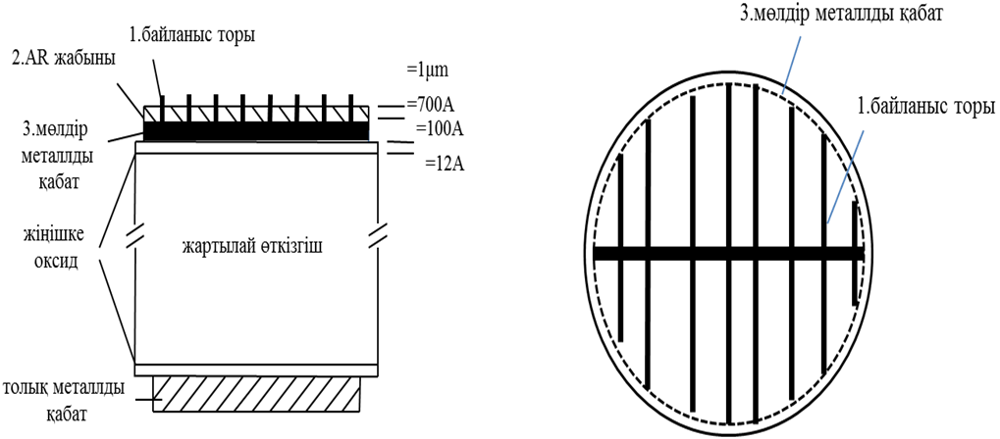 1.байланыс торы
2.AR жабыны
=1μm
=700A
=100A
=12A
3.мөлдір
металлды
қабат
жіңішке
оксид
жартылай өткізгіш
толық металлды
қабат
3.мөлдір металлды қабат
1.байланыс торы